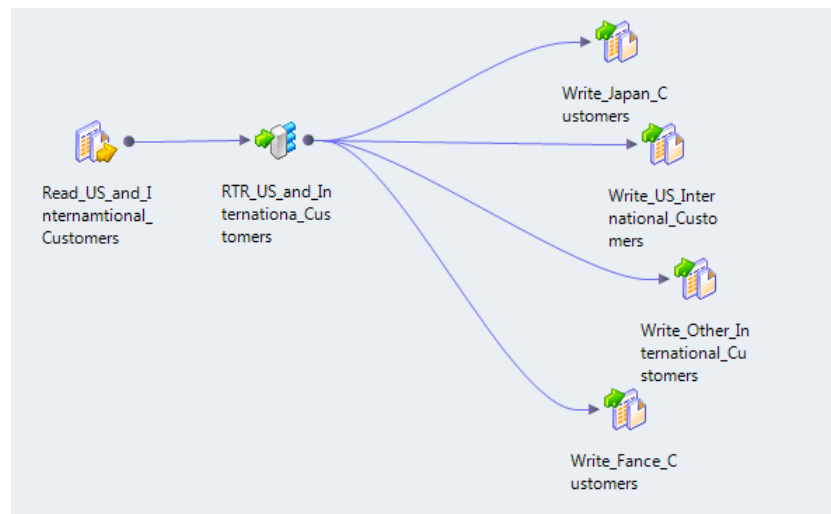 Write_Japan_C
ustomers
Read_US_and_I
nternamtional_
Customers
RTR_US_and_In
ternationa_Cus
tomers
Write_US_Inter
national_Custo
mers
Write_Other_In
ternational_Cu
stomers
Write_Fance_C
ustomers